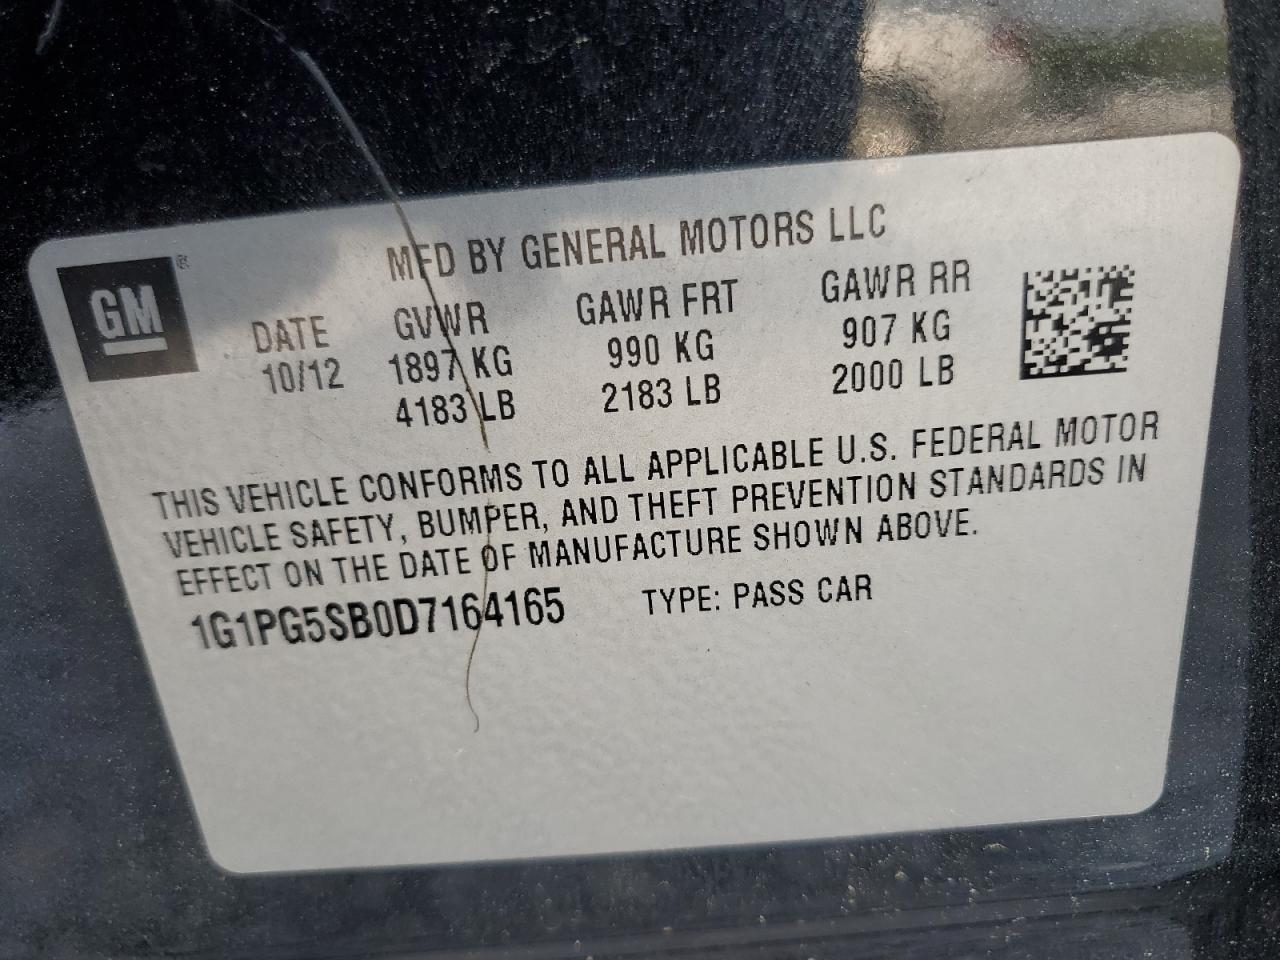 MFD BY GENERAL MOTORS LLC
GM ®
DATE GVWR GAWR FRT GAWR RR
10/12 1897 KG 990 KG 907 KG
4183 LB 2183 LB 2000 LB
THIS VEHICLE CONFORMS TO ALL APPLICABLE U.S. FEDERAL MOTOR
VEHICLE SAFETY, BUMPER, AND THEFT PREVENTION STANDARDS IN
EFFECT ON THE DATE OF MANUFACTURE SHOWN ABOVE.
1G1PG5SB0D7164165 TYPE: PASS CAR